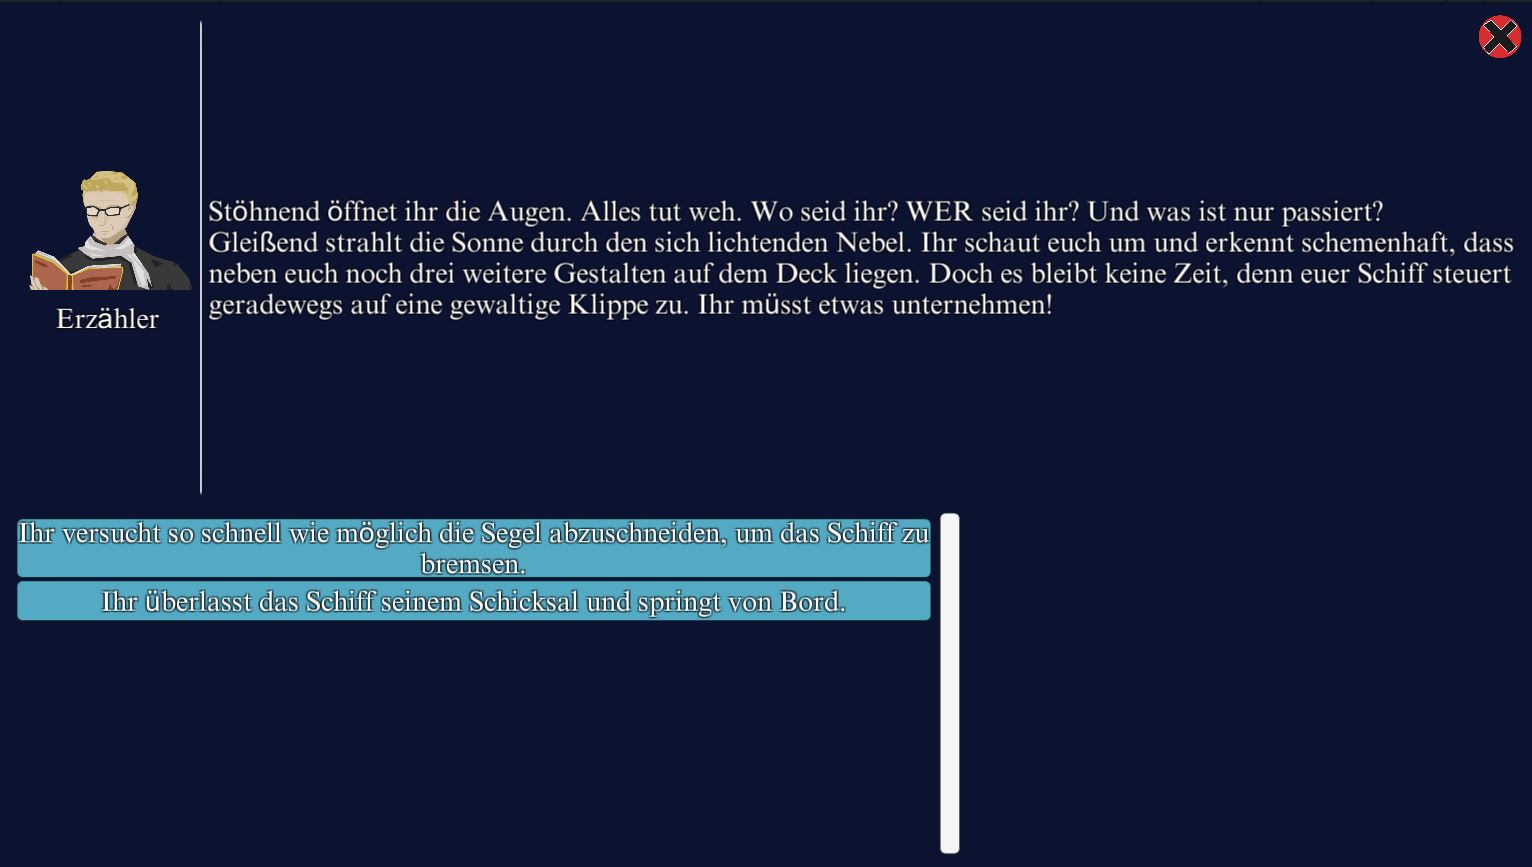 Stöhnend öffnet ihr die Augen. Alles tut weh. Wo seid ihr? WER seid ihr? Und was ist nur passiert?
Gleißend strahlt die Sonne durch den sich lichtenden Nebel. Ihr schaut euch um und erkennt schemenhaft, dass
neben euch noch drei weitere Gestalten auf dem Deck liegen. Doch es bleibt keine Zeit, denn euer Schiff steuert
geradewegs auf eine gewaltige Klippe zu. Ihr müsst etwas unternehmen!
Erzähler
Ihr versucht so schnell wie möglich die Segel abzuschneiden, um das Schiff zu
bremsen.
Ihr überlasst das Schiff seinem Schicksal und springt von Bord.